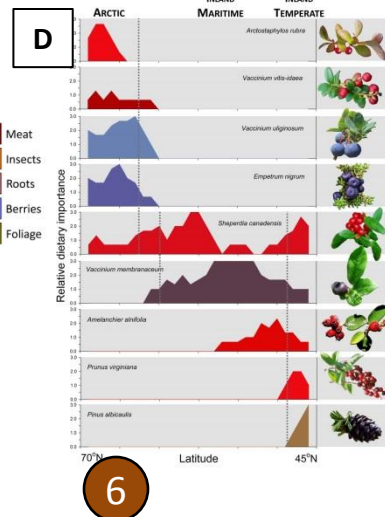 INLAND INLAND
ARCTIC MARITIME TEMPERATE
D
Arctostaphylos rubra
Vaccinium vitis-idaea
Vaccinium uliginosum
Empetrum nigrum
Sheperdia canadensis
Vaccinium membranaceum
Amelanchier alnifolia
Prunus virginiana
Pinus albicaulis
Meat
Insects
Roots
Berries
Foliage
Relative dietary importance
70°N Latitude 45°N
6